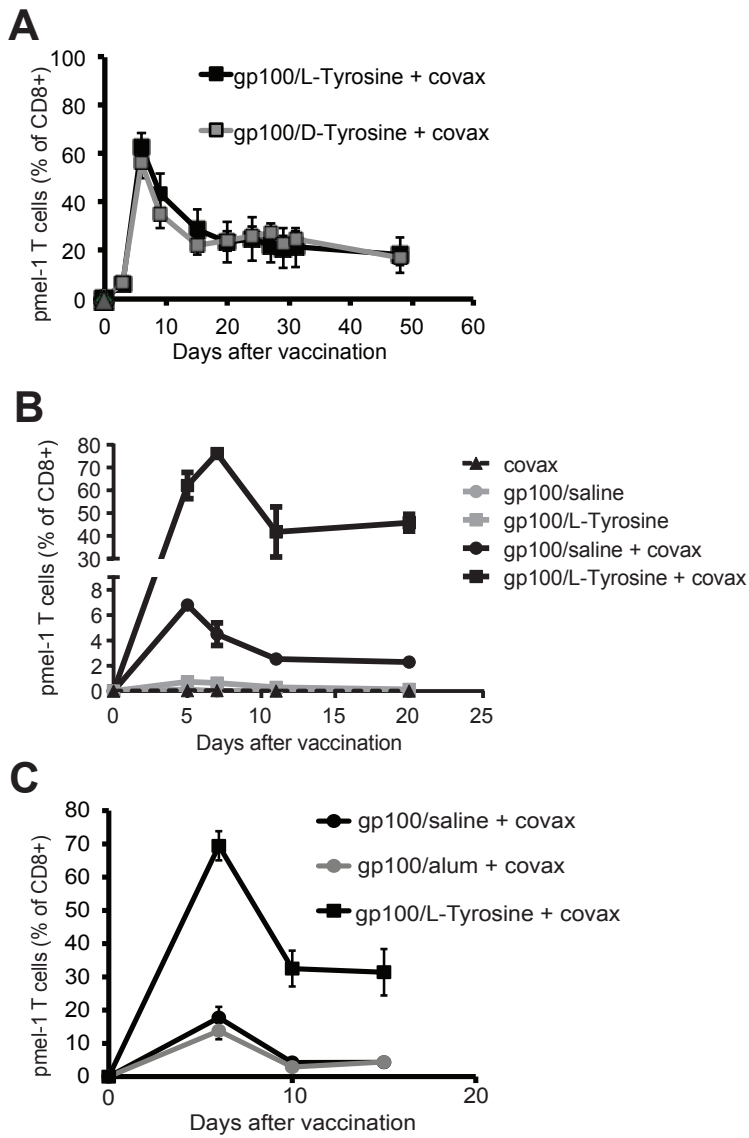 A
pmel-1 T cells (% of CD8+)
100
80
60
40
20
0
gp100/L-Tyrosine + covax
gp100/D-Tyrosine + covax
0 10 20 30 40 50 60
Days after vaccination
B
pmel-1 T cells (% of CD8+)
80
70
60
50
40
30
8
6
4
2
0
covax
gp100/saline
gp100/L-Tyrosine
gp100/saline + covax
gp100/L-Tyrosine + covax
0 5 10 15 20 25
Days after vaccination
C
pmel-1 T cells (% of CD8+)
80
70
60
50
40
30
20
10
0
gp100/saline + covax
gp100/alum + covax
gp100/L-Tyrosine + covax
0 10 20
Days after vaccination